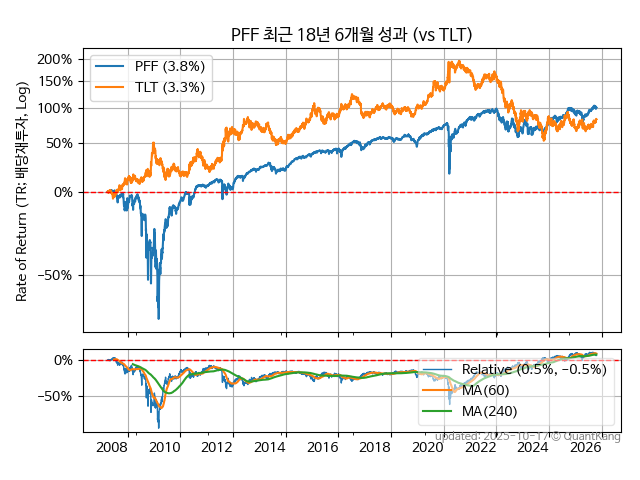 PFF 최근 18년 6개월 성과 (vs TLT)
Rate of Return (TR; 배당재투자, Log)
200%
150%
100%
50%
0%
−50%
PFF (3.8%)
TLT (3.3%)
0%
−50%
Relative (0.5%, −0.5%)
MA(60)
MA(240)
updated: 2025-10-17 © QuantKang
2008 2010 2012 2014 2016 2018 2020 2022 2024 2026